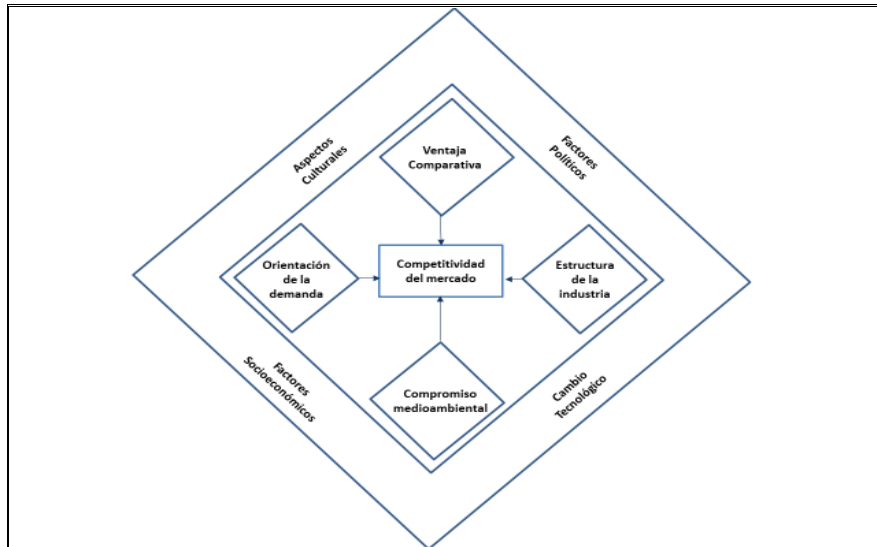 Aspectos
Culturales
Factores
Políticos
Ventaja
Comparativa
Orientación
de la
demanda
Competitividad
del mercado
Estructura
de la
industria
Factores
Socioeconómicos
Compromiso
medioambiental
Cambio
Tecnológico